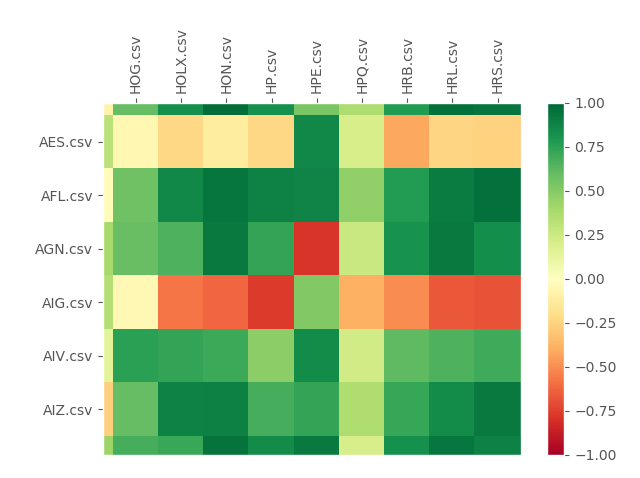 HOG.csv
HOLX.csv
HON.csv
HP.csv
HPE.csv
HPQ.csv
HRB.csv
HRL.csv
HRS.csv
AES.csv
AFL.csv
AGN.csv
AIG.csv
AIV.csv
AIZ.csv
1.00
0.75
0.50
0.25
0.00
−0.25
−0.50
−0.75
−1.00